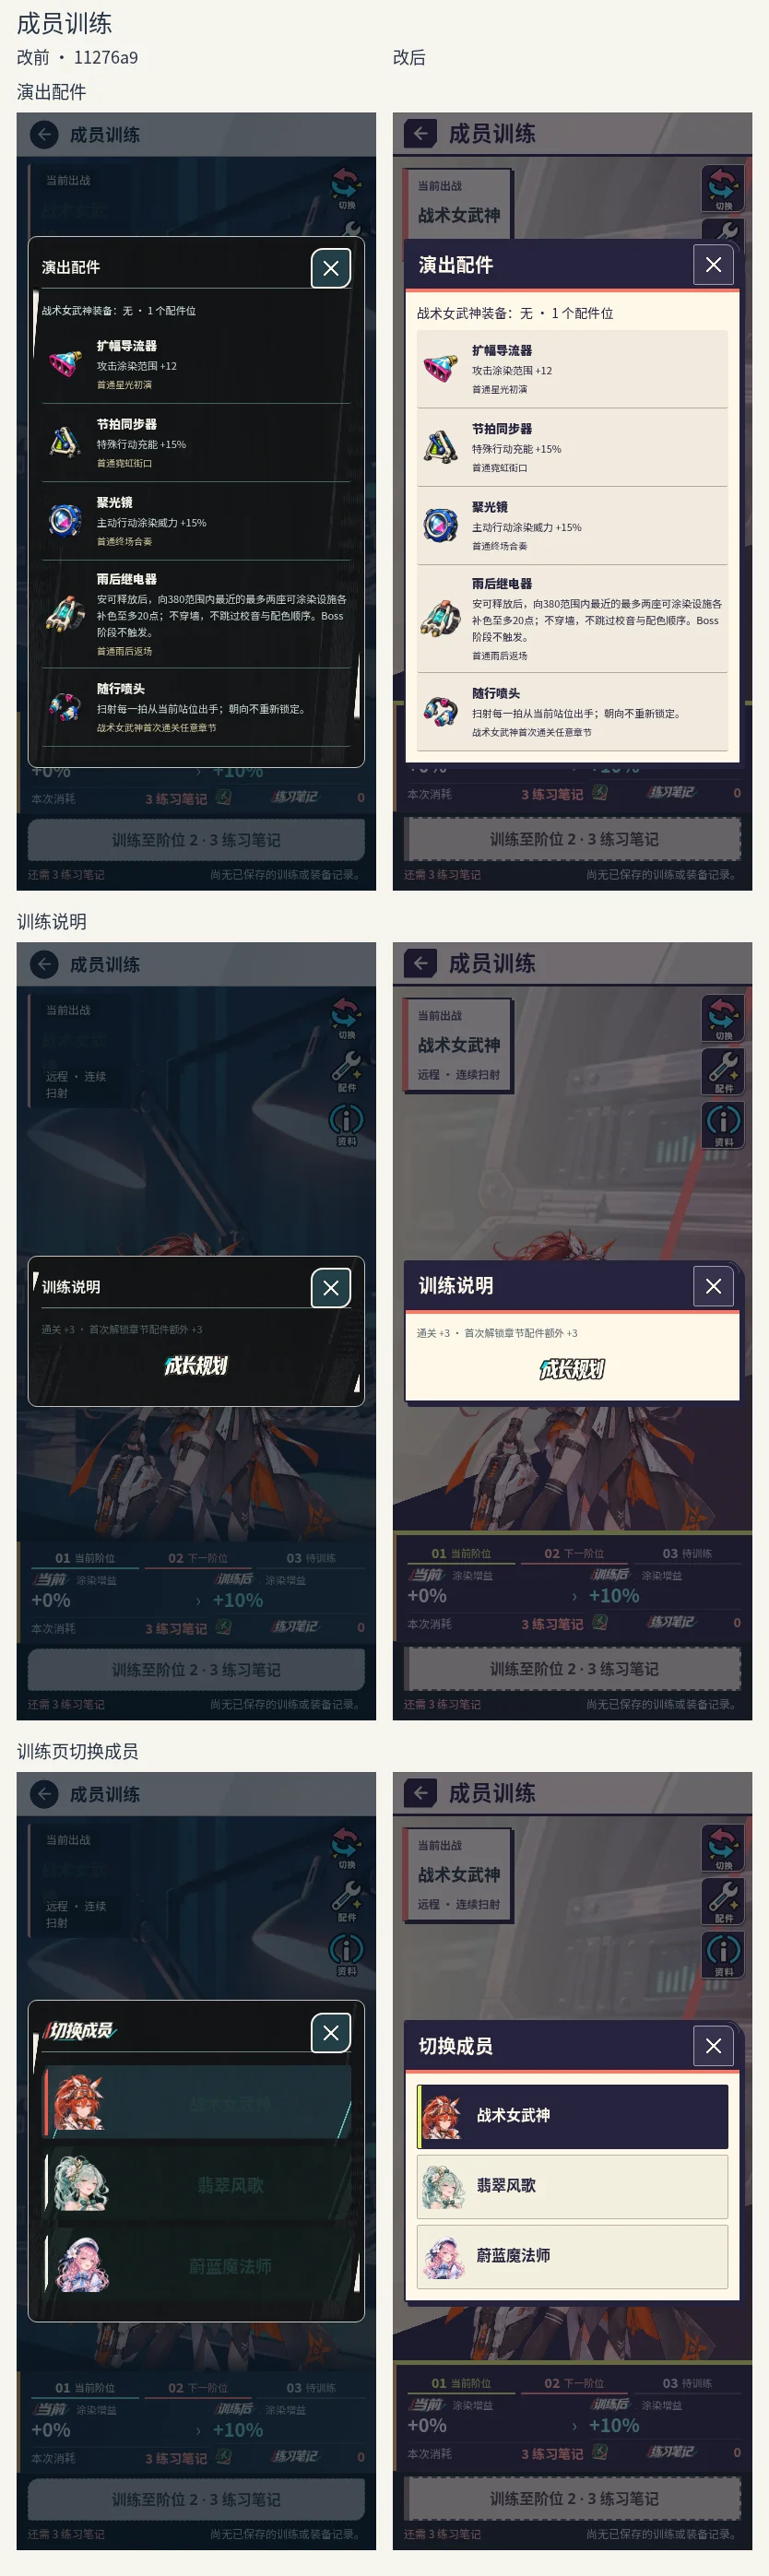 成员训练
改前 · 11276a9
改后
演出配件
成员训练
当前出战
切换
演出配件
战术女武神装备：无 · 1 个配件位
扩幅导流器
攻击涂染范围 +12
首通星光初演
节拍同步器
特殊行动充能 +15%
首通霓虹街口
聚光镜
主动行动涂染威力 +15%
首通终场合奏
雨后继电器
安可释放后，向380范围内最近的最多两座可涂染设施各
补色至多20点；不穿墙，不跳过校音与配色顺序。Boss
阶段不触发。
首通雨后返场
随行喷头
扫射每一拍从当前站位出手；朝向不重新锁定。
战术女武神首次通关任意章节
+0% › +10%
本次消耗 3 练习笔记 练习笔记 0
训练至阶位 2 · 3 练习笔记
还需 3 练习笔记 尚无已保存的训练或装备记录。
成员训练
当前出战
战术女武神
切换
演出配件
战术女武神装备：无 · 1 个配件位
扩幅导流器
攻击涂染范围 +12
首通星光初演
节拍同步器
特殊行动充能 +15%
首通霓虹街口
聚光镜
主动行动涂染威力 +15%
首通终场合奏
雨后继电器
安可释放后，向380范围内最近的最多两座可涂染设施各
补色至多20点；不穿墙，不跳过校音与配色顺序。Boss
阶段不触发。
首通雨后返场
随行喷头
扫射每一拍从当前站位出手；朝向不重新锁定。
战术女武神首次通关任意章节
+0% › +10%
本次消耗 3 练习笔记 练习笔记 0
训练至阶位 2 · 3 练习笔记
还需 3 练习笔记 尚无已保存的训练或装备记录。
训练说明
成员训练
当前出战
战术女武神
远程 · 连续
扫射
切换
配件
资料
训练说明
通关 +3 · 首次解锁章节配件额外 +3
成长规划
01 当前阶位 02 下一阶位 03 待训练
当前 涂染增益 训练后 涂染增益
+0% › +10%
本次消耗 3 练习笔记 练习笔记 0
训练至阶位 2 · 3 练习笔记
还需 3 练习笔记 尚无已保存的训练或装备记录。
成员训练
当前出战
战术女武神
远程 · 连续扫射
切换
配件
资料
训练说明
通关 +3 · 首次解锁章节配件额外 +3
成长规划
01 当前阶位 02 下一阶位 03 待训练
当前 涂染增益 训练后 涂染增益
+0% › +10%
本次消耗 3 练习笔记 练习笔记 0
训练至阶位 2 · 3 练习笔记
还需 3 练习笔记 尚无已保存的训练或装备记录。
训练页切换成员
成员训练
当前出战
战术女武神
远程 · 连续
扫射
切换
配件
资料
切换成员
战术女武神
翡翠风歌
蔚蓝魔法师
01 当前阶位 02 下一阶位 03 待训练
当前 涂染增益 训练后 涂染增益
+0% › +10%
本次消耗 3 练习笔记 练习笔记 0
训练至阶位 2 · 3 练习笔记
还需 3 练习笔记 尚无已保存的训练或装备记录。
成员训练
当前出战
战术女武神
远程 · 连续扫射
切换
配件
资料
切换成员
战术女武神
翡翠风歌
蔚蓝魔法师
01 当前阶位 02 下一阶位 03 待训练
当前 涂染增益 训练后 涂染增益
+0% › +10%
本次消耗 3 练习笔记 练习笔记 0
训练至阶位 2 · 3 练习笔记
还需 3 练习笔记 尚无已保存的训练或装备记录。